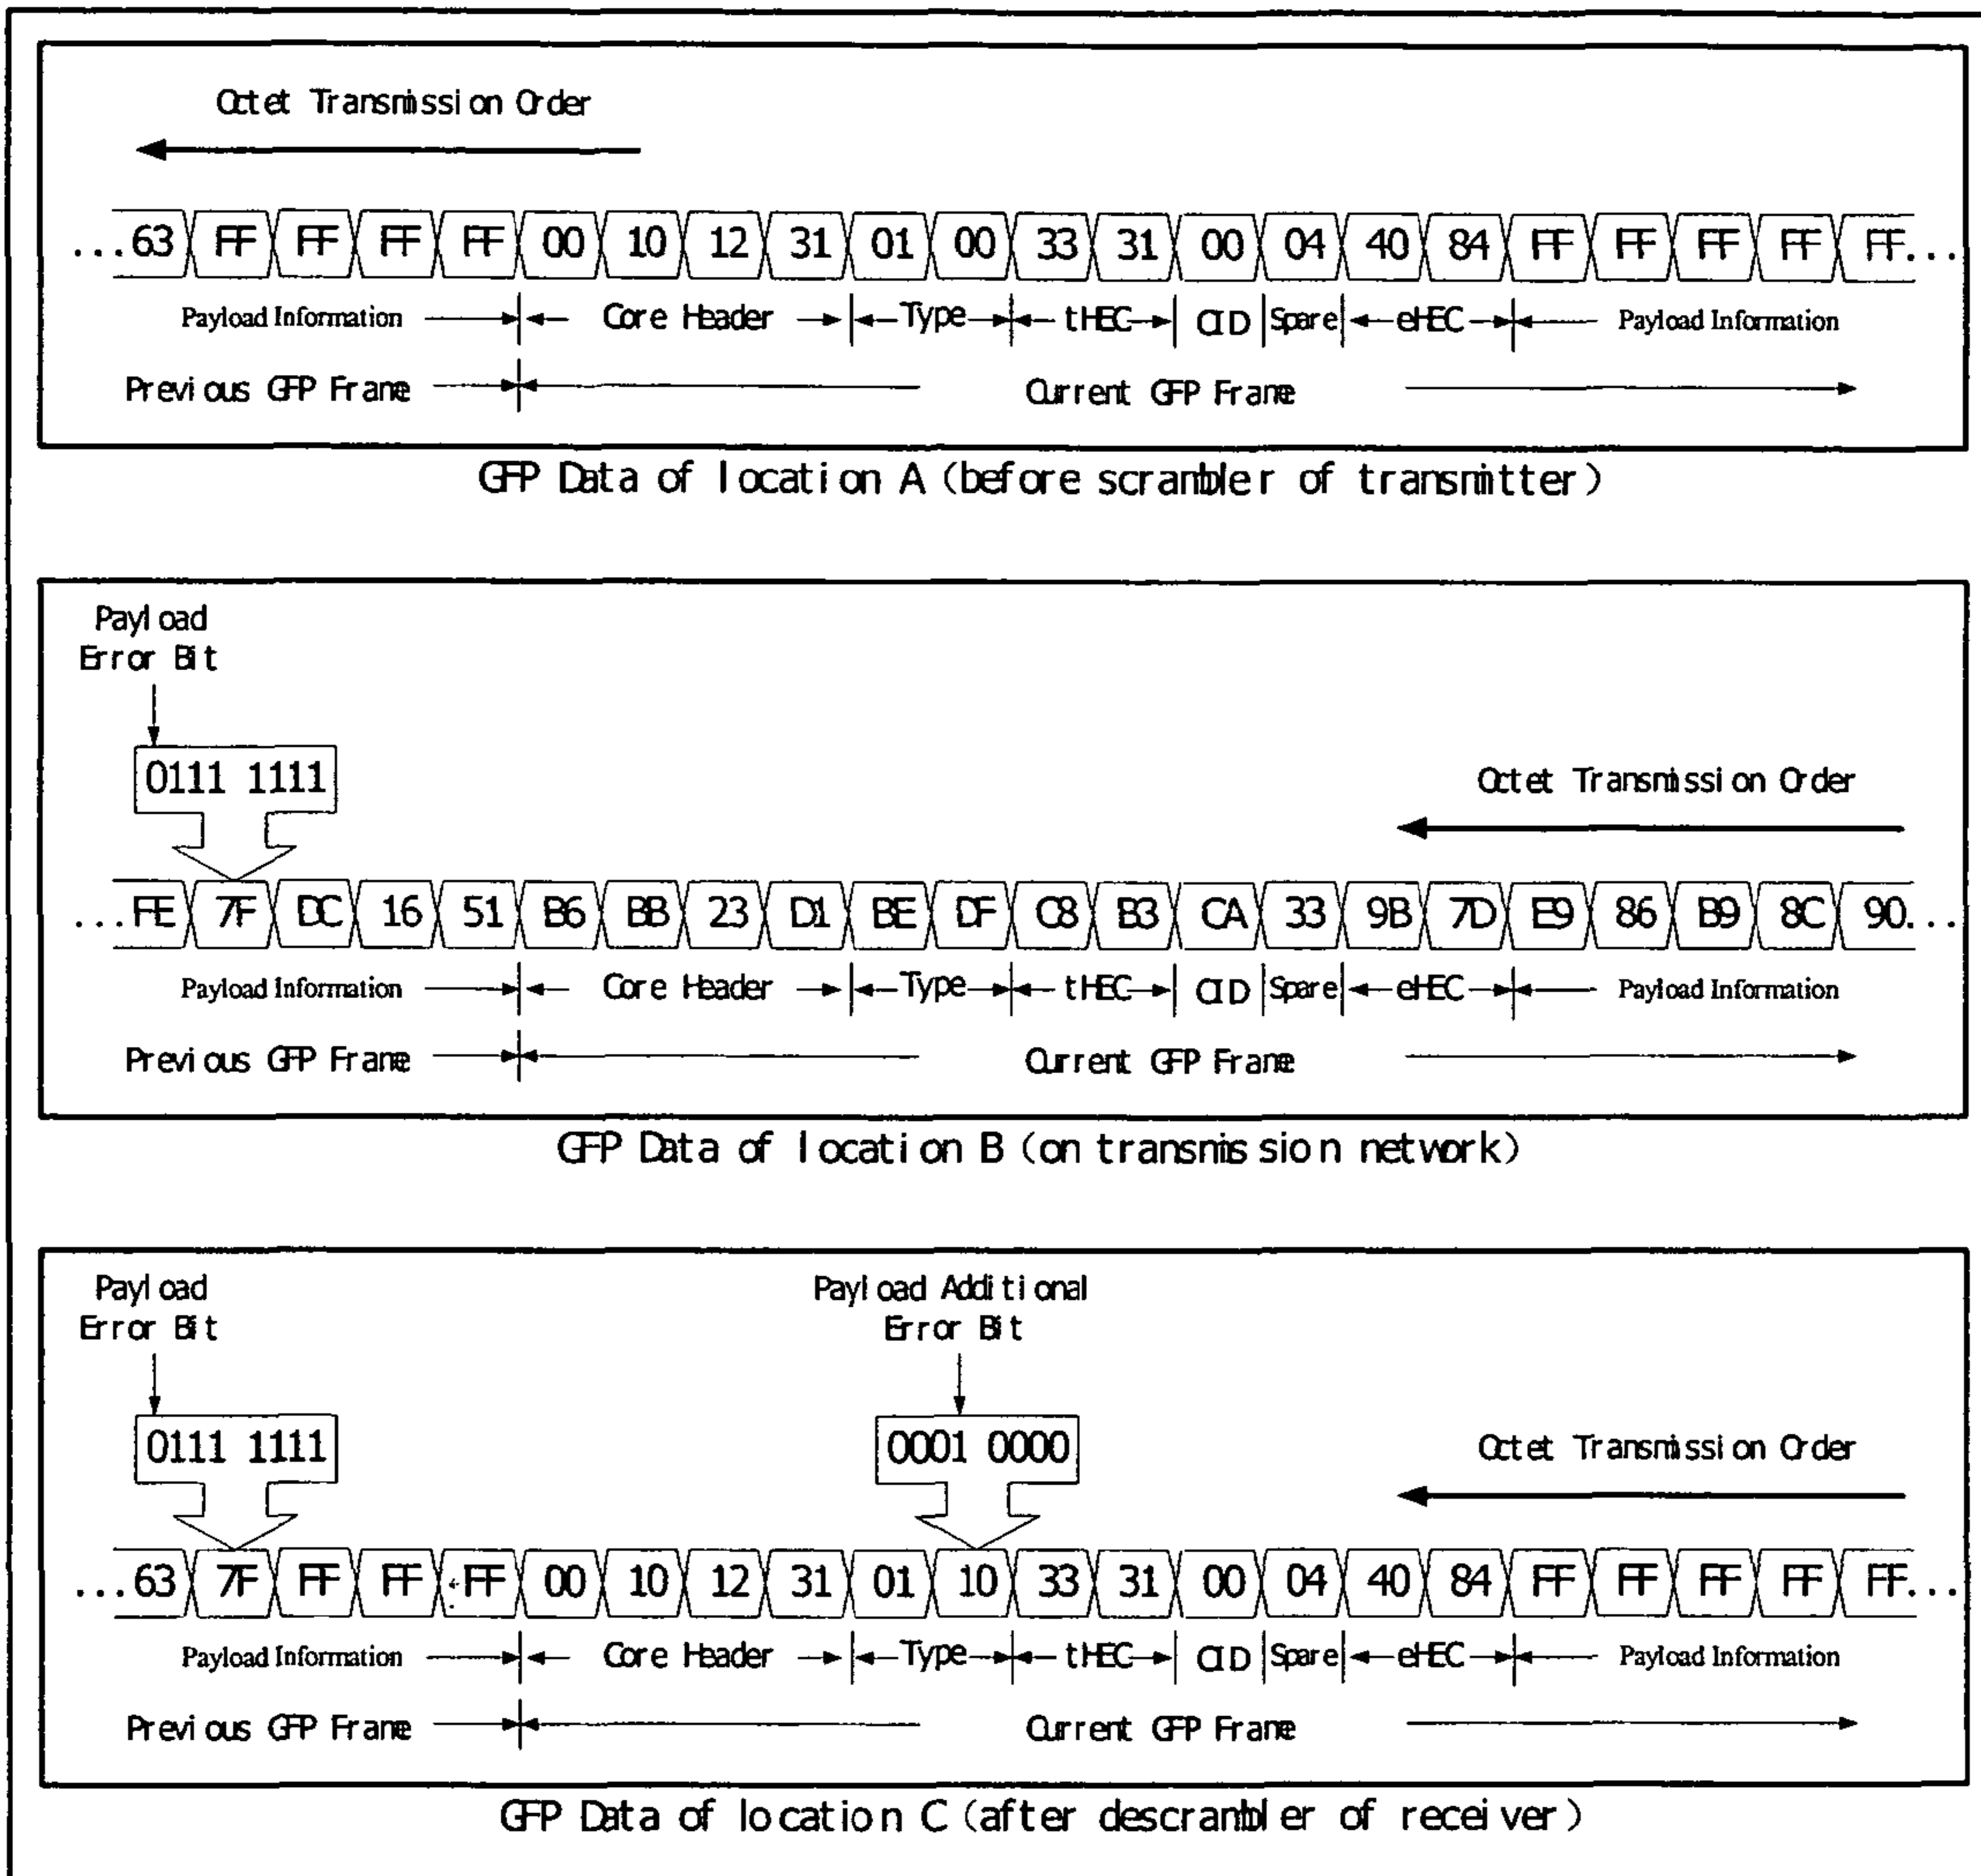 Octet Transmission Order
...63 FF FF FF FF 00 10 12 31 01 00 33 31 00 04 40 84 FF FF FF FF FF...
Payload Information Core Header Type tHEC CID Spare eHEC Payload Information
Previous GFP Frame Current GFP Frame
GFP Data of location A (before scrambler of transmitter)
Payload
Error Bit
0111 1111
Octet Transmission Order
...FE 7F DC 16 51 B6 BB 23 D1 BE DF C8 B3 CA 33 9B 7D E9 86 B9 8C 90...
Payload Information Core Header Type tHEC CID Spare eHEC Payload Information
Previous GFP Frame Current GFP Frame
GFP Data of location B (on transmission network)
Payload
Error Bit
Payload Additional
Error Bit
0111 1111
0001 0000
Octet Transmission Order
...63 7F FF FF FF 00 10 12 31 01 10 33 31 00 04 40 84 FF FF FF FF FF...
Payload Information Core Header Type tHEC CID Spare eHEC Payload Information
Previous GFP Frame Current GFP Frame
GFP Data of location C (after descrambler of receiver)